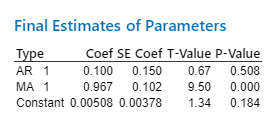 Final Estimates of Parameters
Type Coef SE Coef T-Value P-Value
AR 1 0.100 0.150 0.67 0.508
MA 1 0.967 0.102 9.50 0.000
Constant 0.00508 0.00378 1.34 0.184